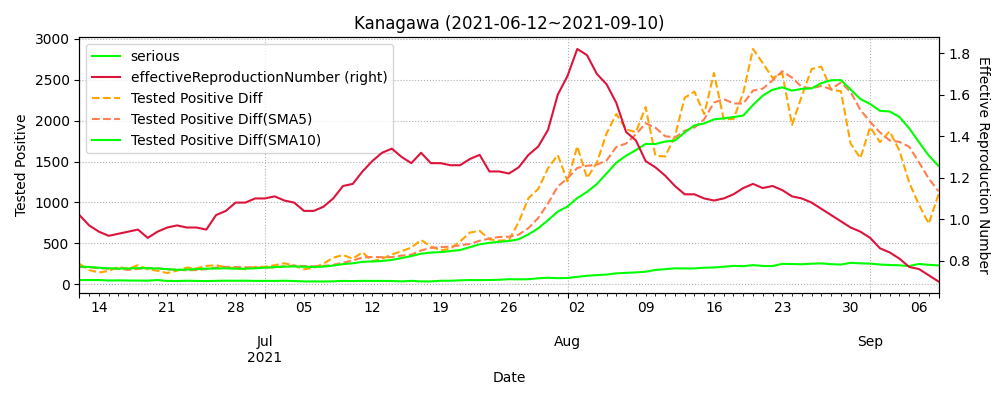 Kanagawa (2021-06-12~2021-09-10)
serious
effectiveReproductionNumber (right)
Tested Positive Diff
Tested Positive Diff(SMA5)
Tested Positive Diff(SMA10)
Tested Positive
3000
2500
2000
1500
1000
500
0
Effective Reproduction Number
1.8
1.6
1.4
1.2
1.0
0.8
14 21 28 05 12 19 26 02 09 16 23 30 06
Jul Aug Sep
2021
Date